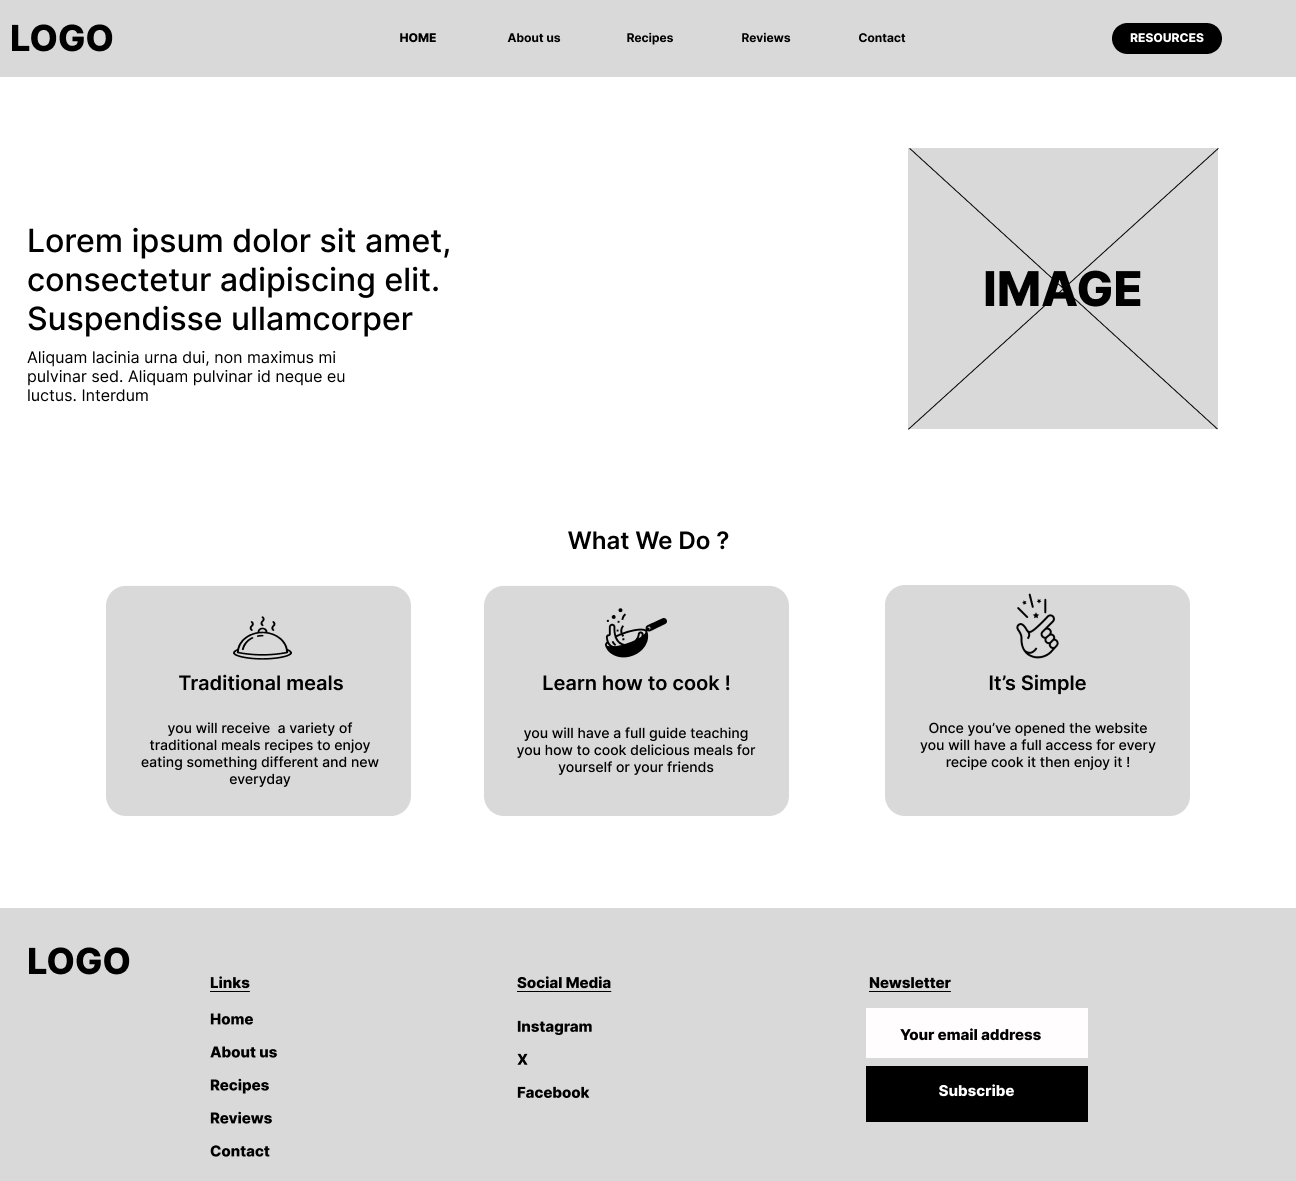 LOGO
HOME
About us
Recipes
Reviews
Contact
RESOURCES
Lorem ipsum dolor sit amet,
consectetur adipiscing elit.
Suspendisse ullamcorper
Aliquam lacinia urna dui, non maximus mi
pulvinar sed. Aliquam pulvinar id neque eu
luctus. Interdum
IMAGE
What We Do ?
Traditional meals
you will receive  a variety of
traditional meals recipes to enjoy
eating something different and new
everyday
Learn how to cook !
you will have a full guide teaching
you how to cook delicious meals for
yourself or your friends
It’s Simple
Once you’ve opened the website
you will have a full access for every
recipe cook it then enjoy it !
LOGO
Links
Home
About us
Recipes
Reviews
Contact
Social Media
Instagram
X
Facebook
Newsletter
Your email address
Subscribe